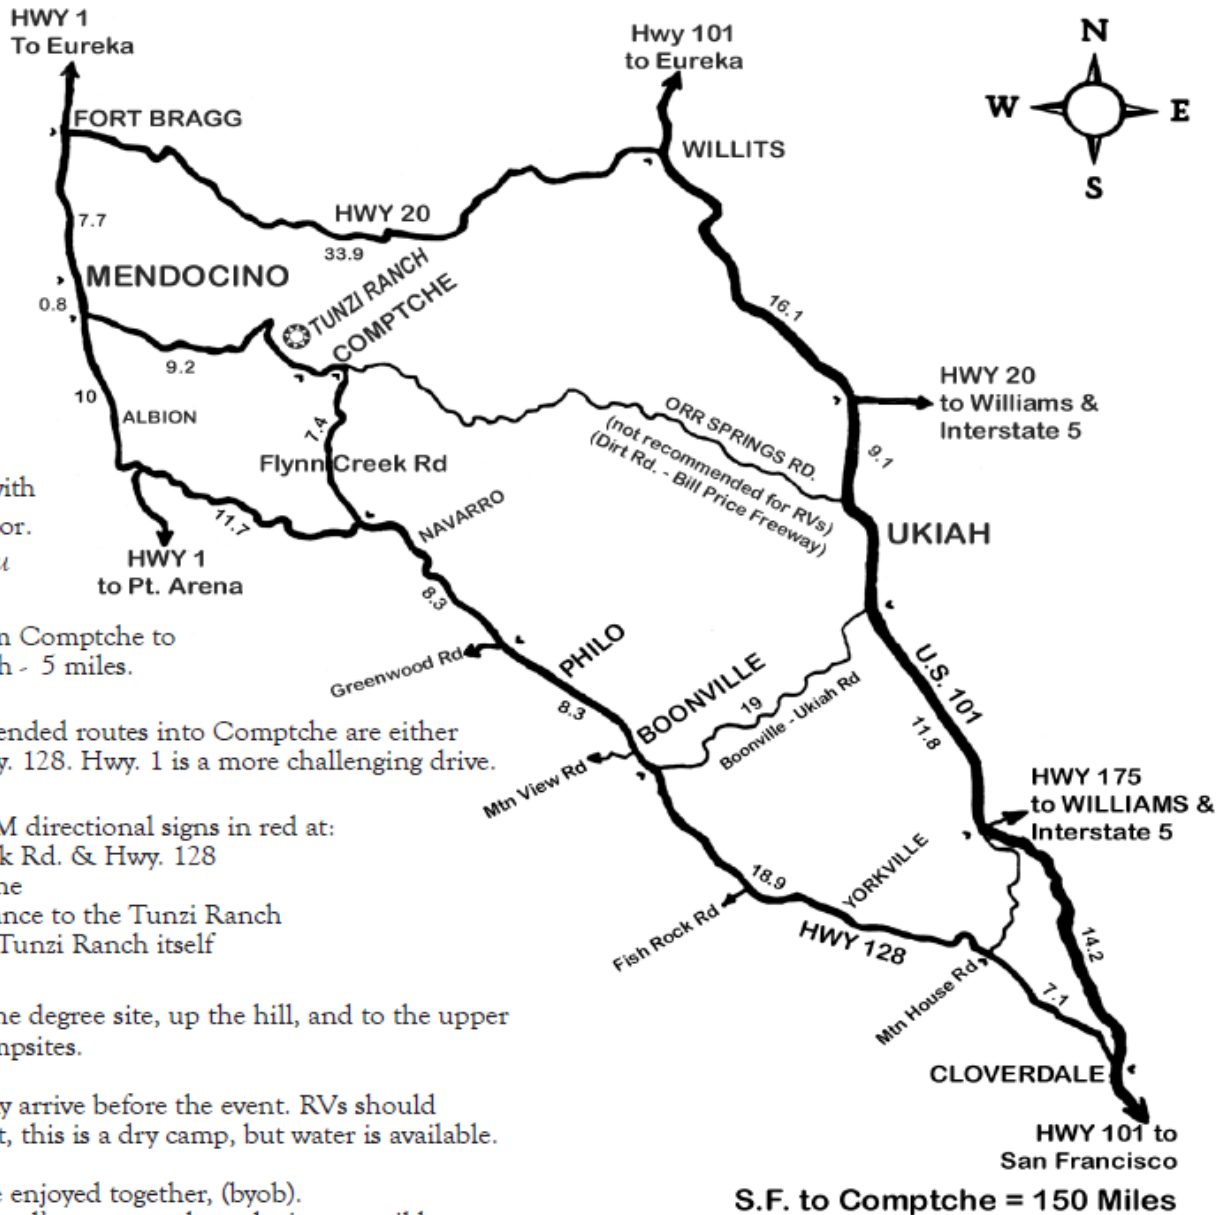 HWY 1
To Eureka
Hwy 101
to Eureka
N
W
E
S
FORT BRAGG
WILLITS
7.7
HWY 20
33.9
MENDOCINO
0.8
TUNZI RANCH
COMPTCHE
16.1
9.2
10
ALBION
HWY 20
to Williams &
Interstate 5
ORR SPRINGS RD.
(not recommended for RVs)
(Dirt Rd. - Bill Price Freeway)
9.1
7.4
Flynn Creek Rd
NAVARRO
UKIAH
11.7
HWY 1
to Pt. Arena
8.3
Greenwood Rd
PHILO
8.3
BOONVILLE
19
Boonville - Ukiah Rd
U.S. 101
11.8
Mtn View Rd
HWY 175
to WILLIAMS &
Interstate 5
18.9
YORKVILLE
Fish Rock Rd
HWY 128
Mtn House Rd
14.2
7.1
CLOVERDALE
HWY 101 to
San Francisco
S.F. to Comptche = 150 Miles
with
or.
u
n Comptche to
h - 5 miles.
ended routes into Comptche are either
y. 128. Hwy. 1 is a more challenging drive.
M directional signs in red at:
k Rd. & Hwy. 128
ne
ance to the Tunzi Ranch
Tunzi Ranch itself
he degree site, up the hill, and to the upper
mpsites.
y arrive before the event. RVs should
t, this is a dry camp, but water is available.
e enjoyed together, (byob).